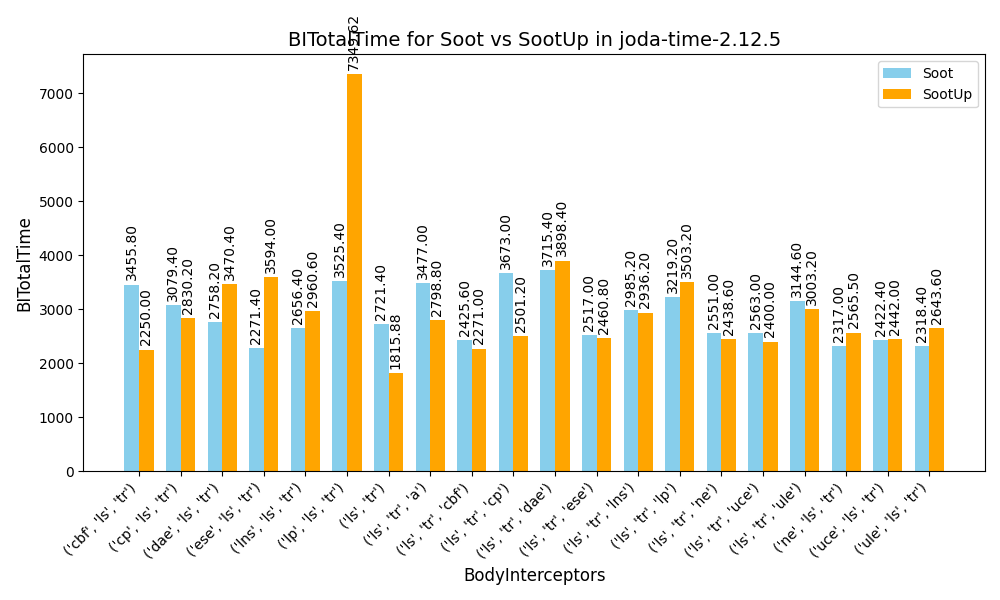 BITotalTime for Soot vs SootUp in joda-time-2.12.5
Soot
SootUp
BITotalTime
7000
6000
5000
4000
3000
2000
1000
0
3455.80
2250.00
3079.40
2830.20
2758.20
3470.40
2271.40
3594.00
2656.40
2960.60
3525.40
7349.62
2721.40
1815.88
3477.00
2798.80
2425.60
2271.00
3673.00
2501.20
3715.40
3898.40
2517.00
2460.80
2985.20
2936.20
3219.20
3503.20
2551.00
2438.60
2563.00
2400.00
3144.60
3003.20
2317.00
2565.50
2422.40
2442.00
2318.40
2643.60
('cbf', 'ls', 'tr')
('cp', 'ls', 'tr')
('dae', 'ls', 'tr')
('ese', 'ls', 'tr')
('lns', 'ls', 'tr')
('lp', 'ls', 'tr')
('ls', 'tr')
('ls', 'tr', 'a')
('ls', 'tr', 'cbf')
('ls', 'tr', 'cp')
('ls', 'tr', 'dae')
('ls', 'tr', 'ese')
('ls', 'tr', 'lns')
('ls', 'tr', 'lp')
('ls', 'tr', 'ne')
('ls', 'tr', 'uce')
('ls', 'tr', 'ule')
('ne', 'ls', 'tr')
('uce', 'ls', 'tr')
('ule', 'ls', 'tr')
BodyInterceptors